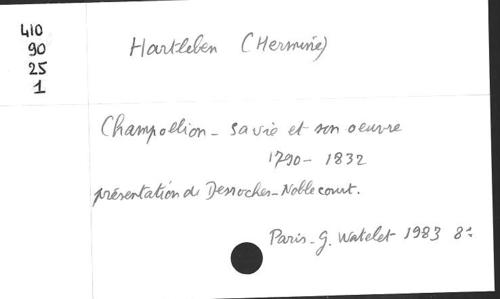 410
90
25
1
Hartleben (Hermine)
Champollion - sa vie et son oeuvre
1790 - 1832
présentation de Desroches-Noblecourt.
Paris - G. Watelet 1983 8°